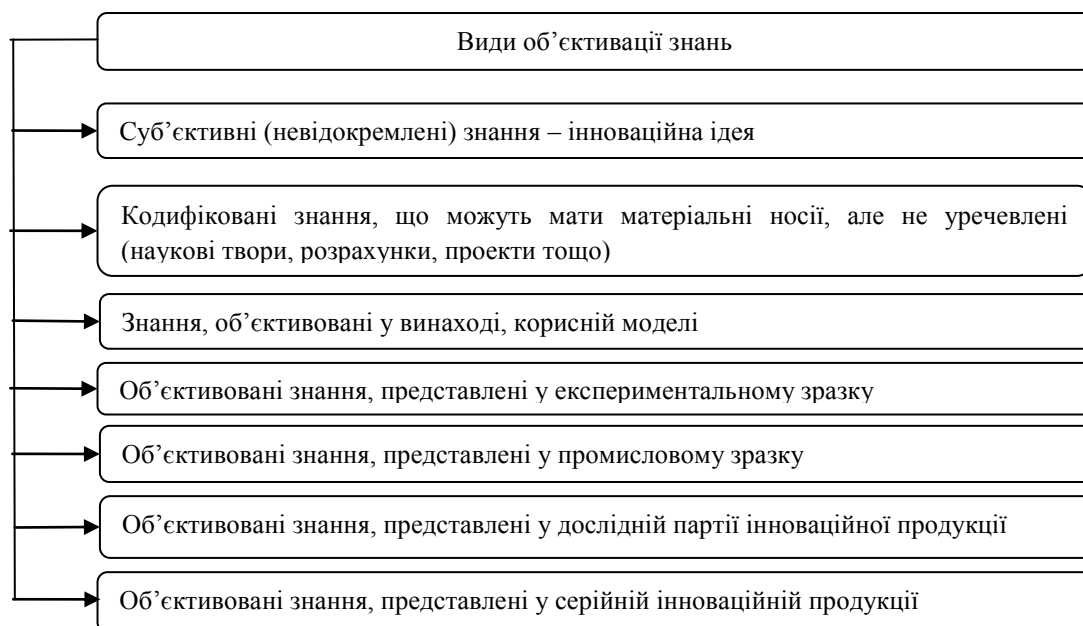 Види об’єктивації знань
Суб’єктивні (невідокремлені) знання – інноваційна ідея
Кодифіковані знання, що можуть мати матеріальні носії, але не уречевлені
(наукові твори, розрахунки, проекти тощо)
Знання, об’єктивовані у винаході, корисній моделі
Об’єктивовані знання, представлені у експериментальному зразку
Об’єктивовані знання, представлені у промисловому зразку
Об’єктивовані знання, представлені у дослідній партії інноваційної продукції
Об’єктивовані знання, представлені у серійній інноваційній продукції